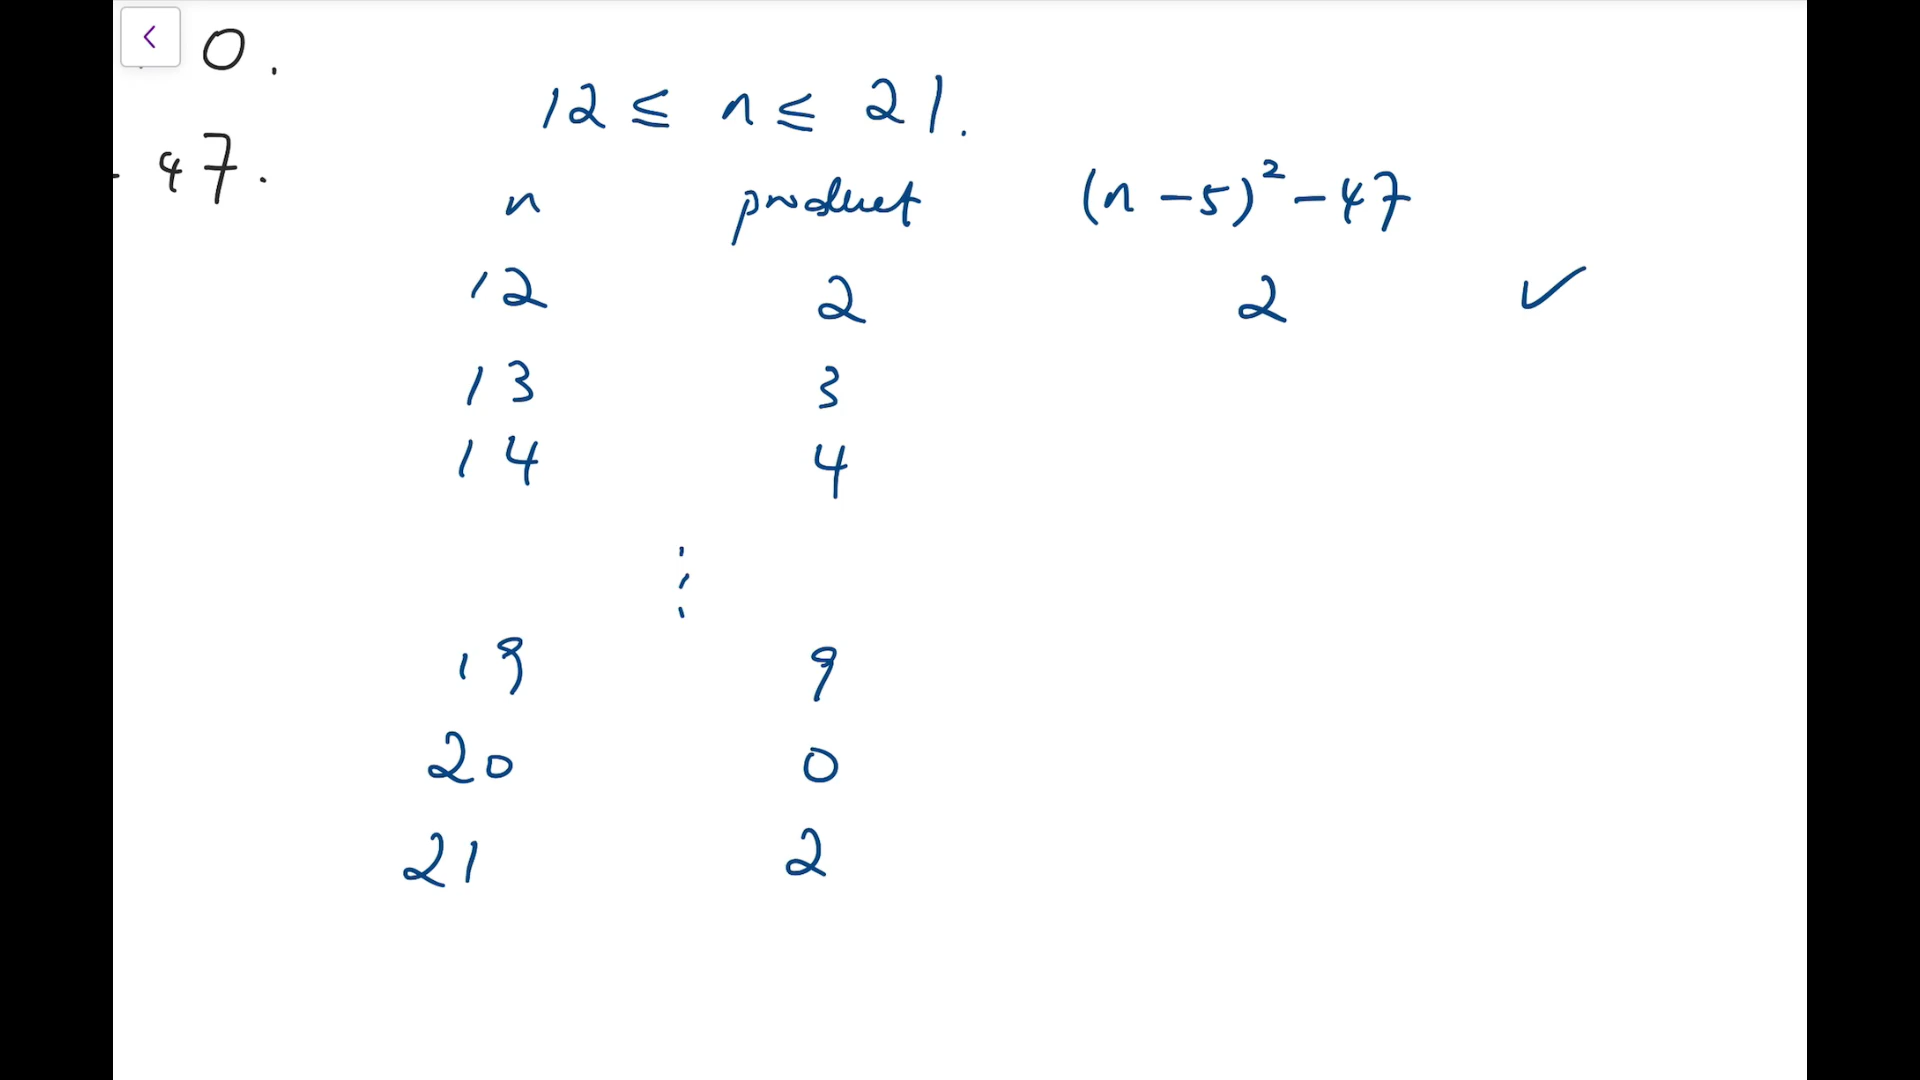 0.
12 ≤ n ≤ 21.
47.
n product (n - 5)² - 47
12 2 2 ✓
13 3
14 4
⋮
19 9
20 0
21 2